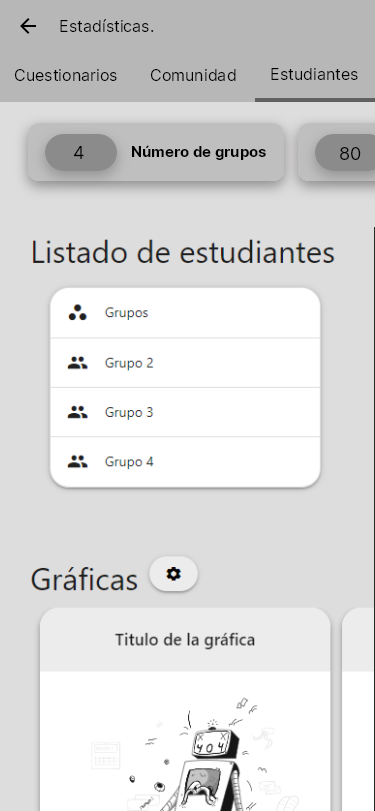 Estadísticas.
Cuestionarios Comunidad Estudiantes
4 Número de grupos 80
Listado de estudiantes
Grupos
Grupo 2
Grupo 3
Grupo 4
Gráficas
Titulo de la gráfica
404